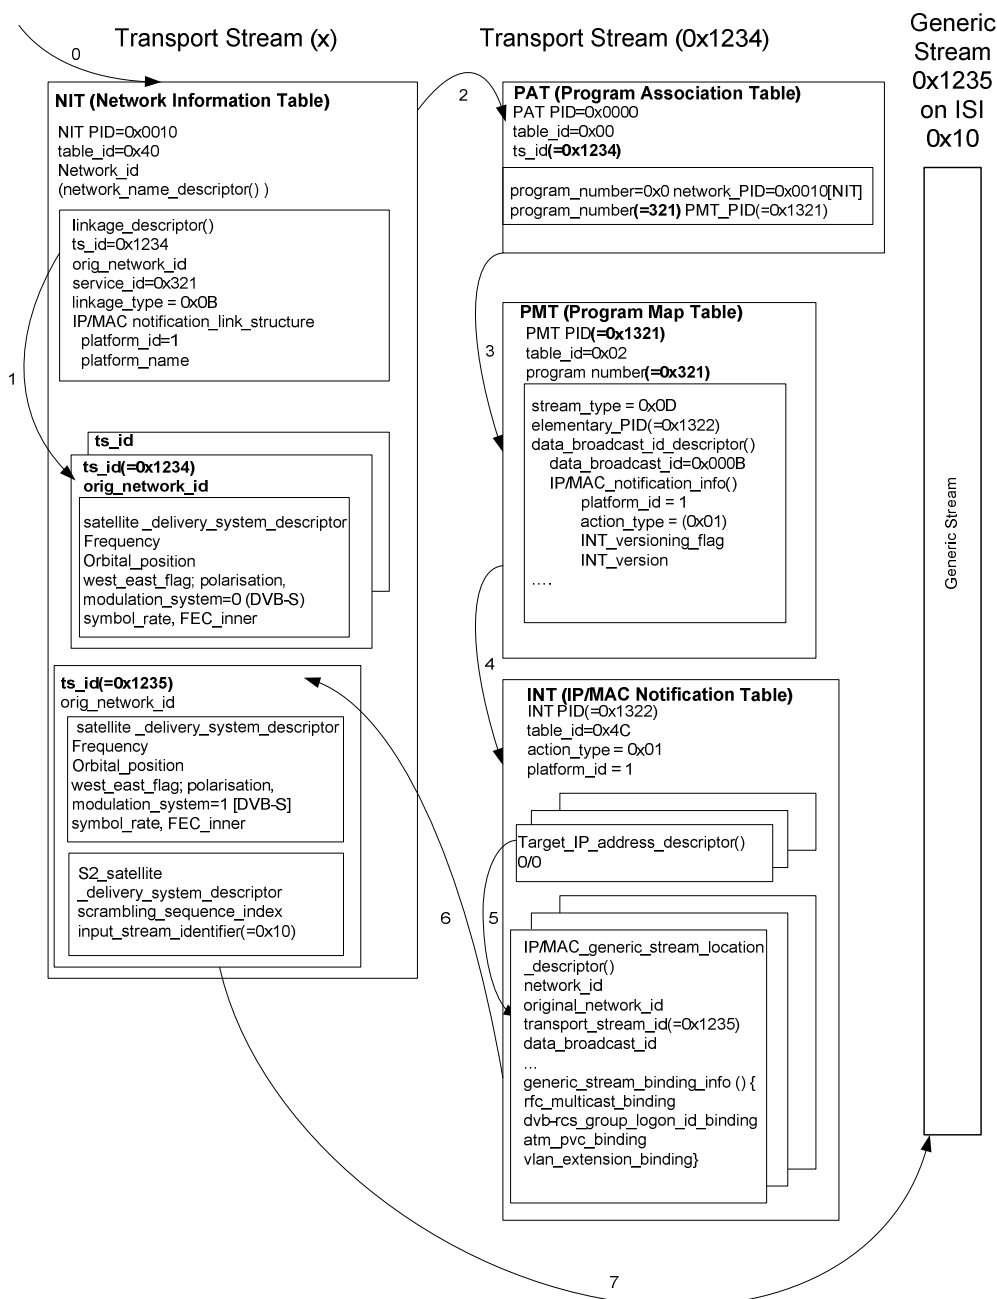 0
Transport Stream (x)
Transport Stream (0x1234)
Generic
Stream
0x1235
on ISI
0x10
NIT (Network Information Table)
NIT PID=0x0010
table_id=0x40
Network_id
(network_name_descriptor() )
linkage_descriptor()
ts_id=0x1234
orig_network_id
service_id=0x321
linkage_type = 0x0B
IP/MAC notification_link_structure
platform_id=1
platform_name
1
ts_id
ts_id(=0x1234)
orig_network_id
satellite _delivery_system_descriptor
Frequency
Orbital_position
west_east_flag; polarisation,
modulation_system=0 (DVB-S)
symbol_rate, FEC_inner
ts_id(=0x1235)
orig_network_id
satellite _delivery_system_descriptor
Frequency
Orbital_position
west_east_flag; polarisation,
modulation_system=1 [DVB-S]
symbol_rate, FEC_inner
S2_satellite
_delivery_system_descriptor
scrambling_sequence_index
input_stream_identifier(=0x10)
2
PAT (Program Association Table)
PAT PID=0x0000
table_id=0x00
ts_id(=0x1234)
program_number=0x0 network_PID=0x0010[NIT]
program_number(=321) PMT_PID(=0x1321)
3
PMT (Program Map Table)
PMT PID(=0x1321)
table_id=0x02
program number(=0x321)
stream_type = 0x0D
elementary_PID(=0x1322)
data_broadcast_id_descriptor()
data_broadcast_id=0x000B
IP/MAC_notification_info()
platform_id = 1
action_type = (0x01)
INT_versioning_flag
INT_version
....
4
INT (IP/MAC Notification Table)
INT PID(=0x1322)
table_id=0x4C
action_type = 0x01
platform_id = 1
Target_IP_address_descriptor()
0/0
5
6
IP/MAC_generic_stream_location
_descriptor()
network_id
original_network_id
transport_stream_id(=0x1235)
data_broadcast_id
...
generic_stream_binding_info () {
rfc_multicast_binding
dvb-rcs_group_logon_id_binding
atm_pvc_binding
vlan_extension_binding}
Generic Stream
7